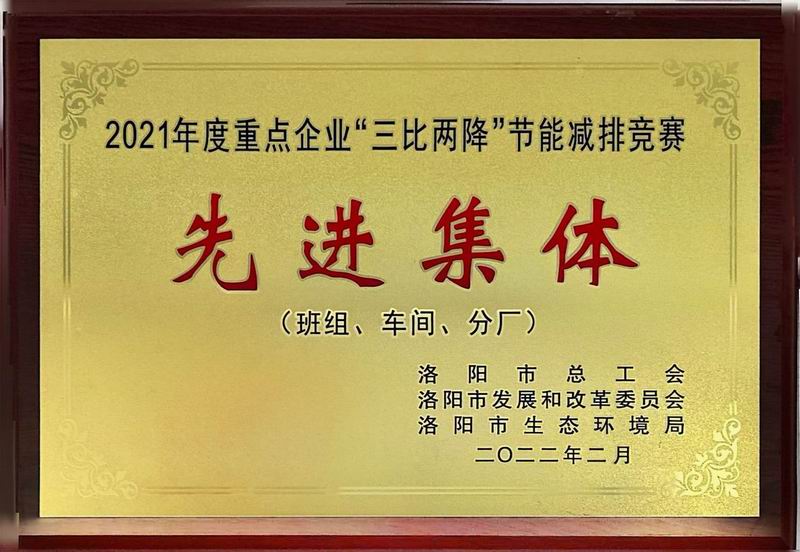 2021年度重点企业“三比两降”节能减排竞赛
先进集体
（班组、车间、分厂）
洛阳市总工会
洛阳市发展和改革委员会
洛阳市生态环境局
二〇二二年二月